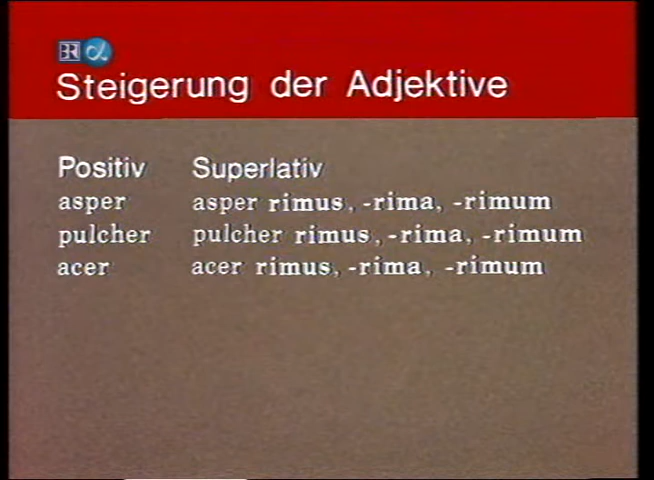 BR α
Steigerung der Adjektive
Positiv Superlativ
asper asper rimus, -rima, -rimum
pulcher pulcher rimus, -rima, -rimum
acer acer rimus, -rima, -rimum